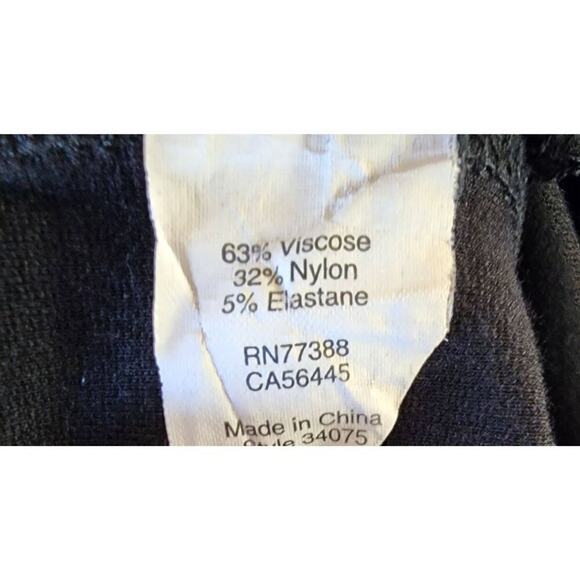 63% Viscose
32% Nylon
5% Elastane
RN77388
CA56445
Made in China
Style 34075